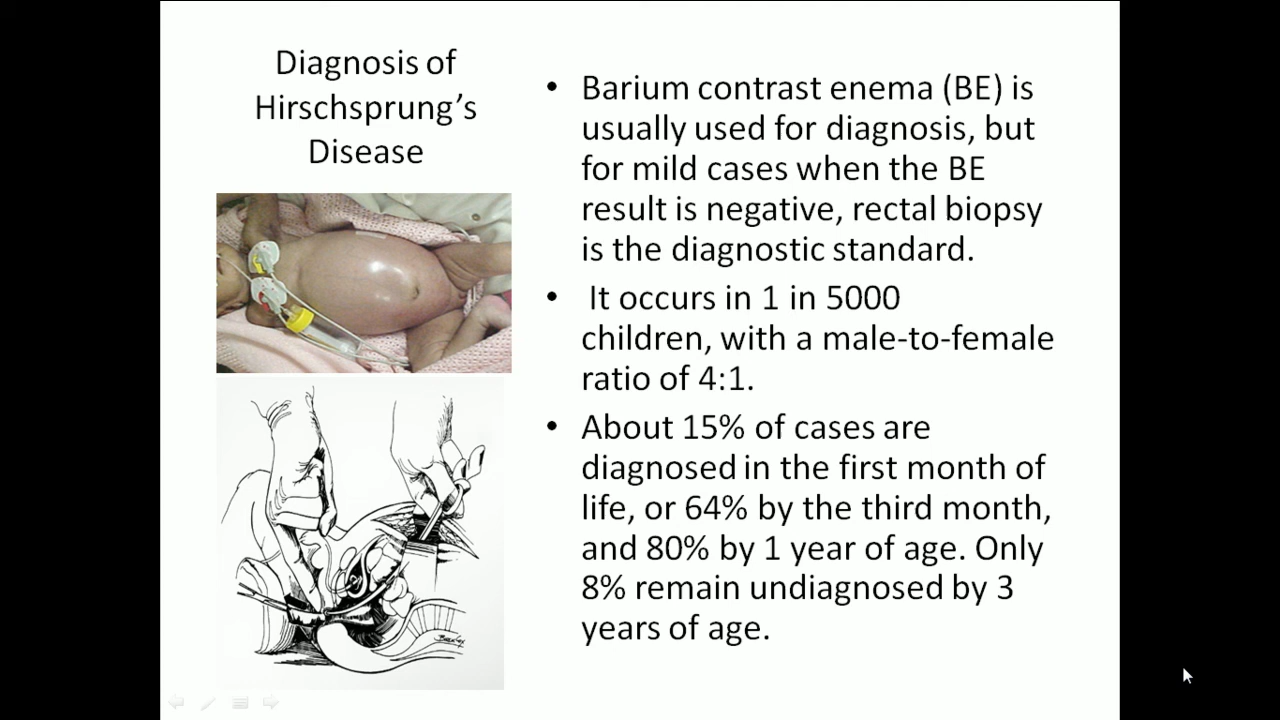 Diagnosis of
Hirschsprung’s
Disease
• Barium contrast enema (BE) is
usually used for diagnosis, but
for mild cases when the BE
result is negative, rectal biopsy
is the diagnostic standard.
• It occurs in 1 in 5000
children, with a male-to-female
ratio of 4:1.
• About 15% of cases are
diagnosed in the first month of
life, or 64% by the third month,
and 80% by 1 year of age. Only
8% remain undiagnosed by 3
years of age.